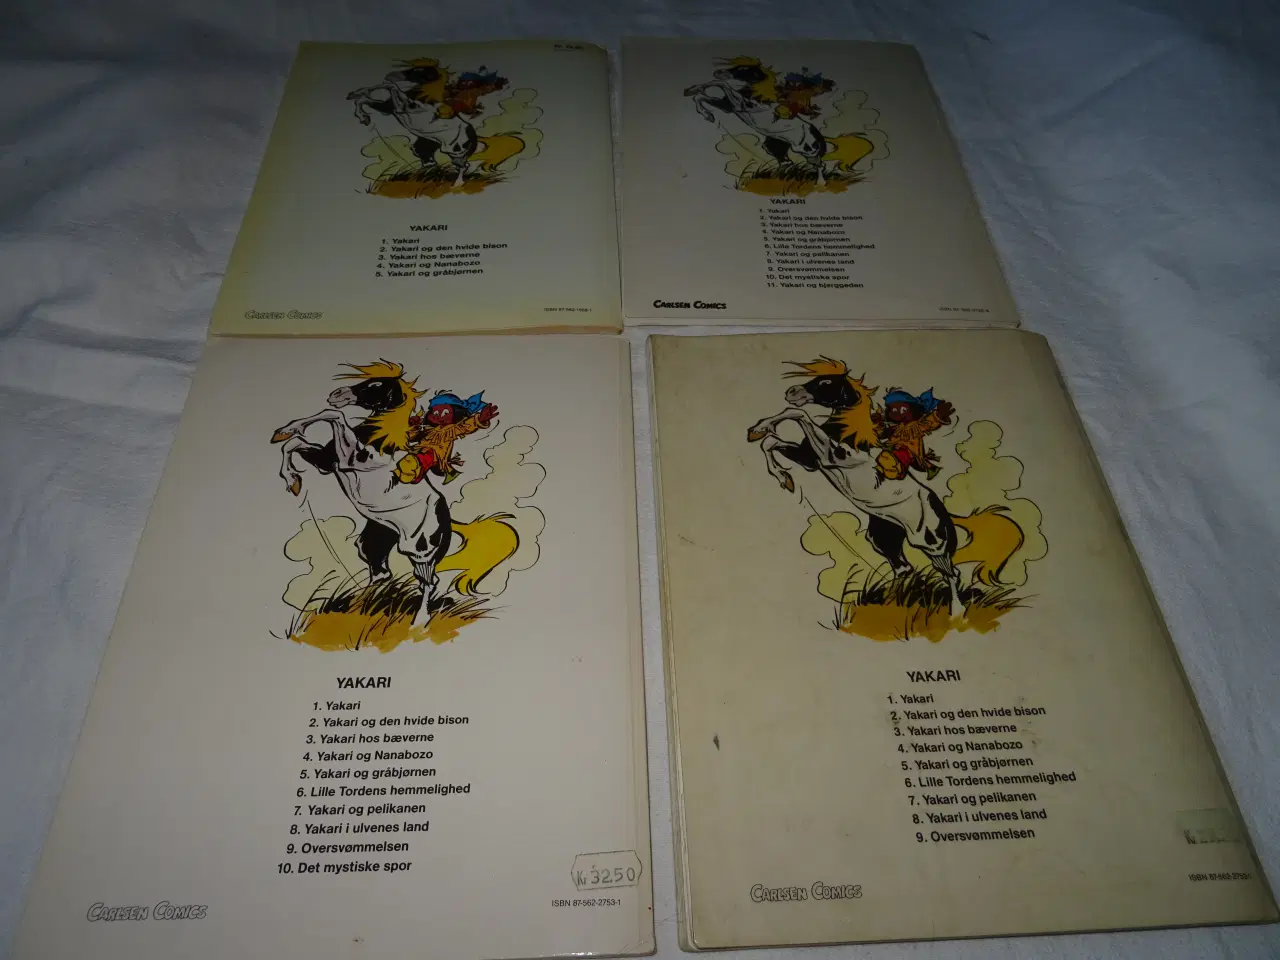 YAKARI
1. Yakari
2. Yakari og den hvide bison
3. Yakari hos bæverne
4. Yakari og Nanabozo
5. Yakari og gråbjørnen
CARLSEN COMICS
YAKARI
1. Yakari
2. Yakari og den hvide bison
3. Yakari hos bæverne
4. Yakari og Nanabozo
5. Yakari og gråbjørnen
6. Lille Tordens hemmelighed
7. Yakari og pelikanen
8. Yakari i ulvenes land
9. Oversvømmelsen
10. Det mystiske spor
11. Yakari og bjerggeden
CARLSEN COMICS
YAKARI
1. Yakari
2. Yakari og den hvide bison
3. Yakari hos bæverne
4. Yakari og Nanabozo
5. Yakari og gråbjørnen
6. Lille Tordens hemmelighed
7. Yakari og pelikanen
8. Yakari i ulvenes land
9. Oversvømmelsen
10. Det mystiske spor
Kr 32.50
CARLSEN COMICS
ISBN 87-562-2753-1
YAKARI
1. Yakari
2. Yakari og den hvide bison
3. Yakari hos bæverne
4. Yakari og Nanabozo
5. Yakari og gråbjørnen
6. Lille Tordens hemmelighed
7. Yakari og pelikanen
8. Yakari i ulvenes land
9. Oversvømmelsen
Kr
CARLSEN COMICS
ISBN 87-562-2753-1